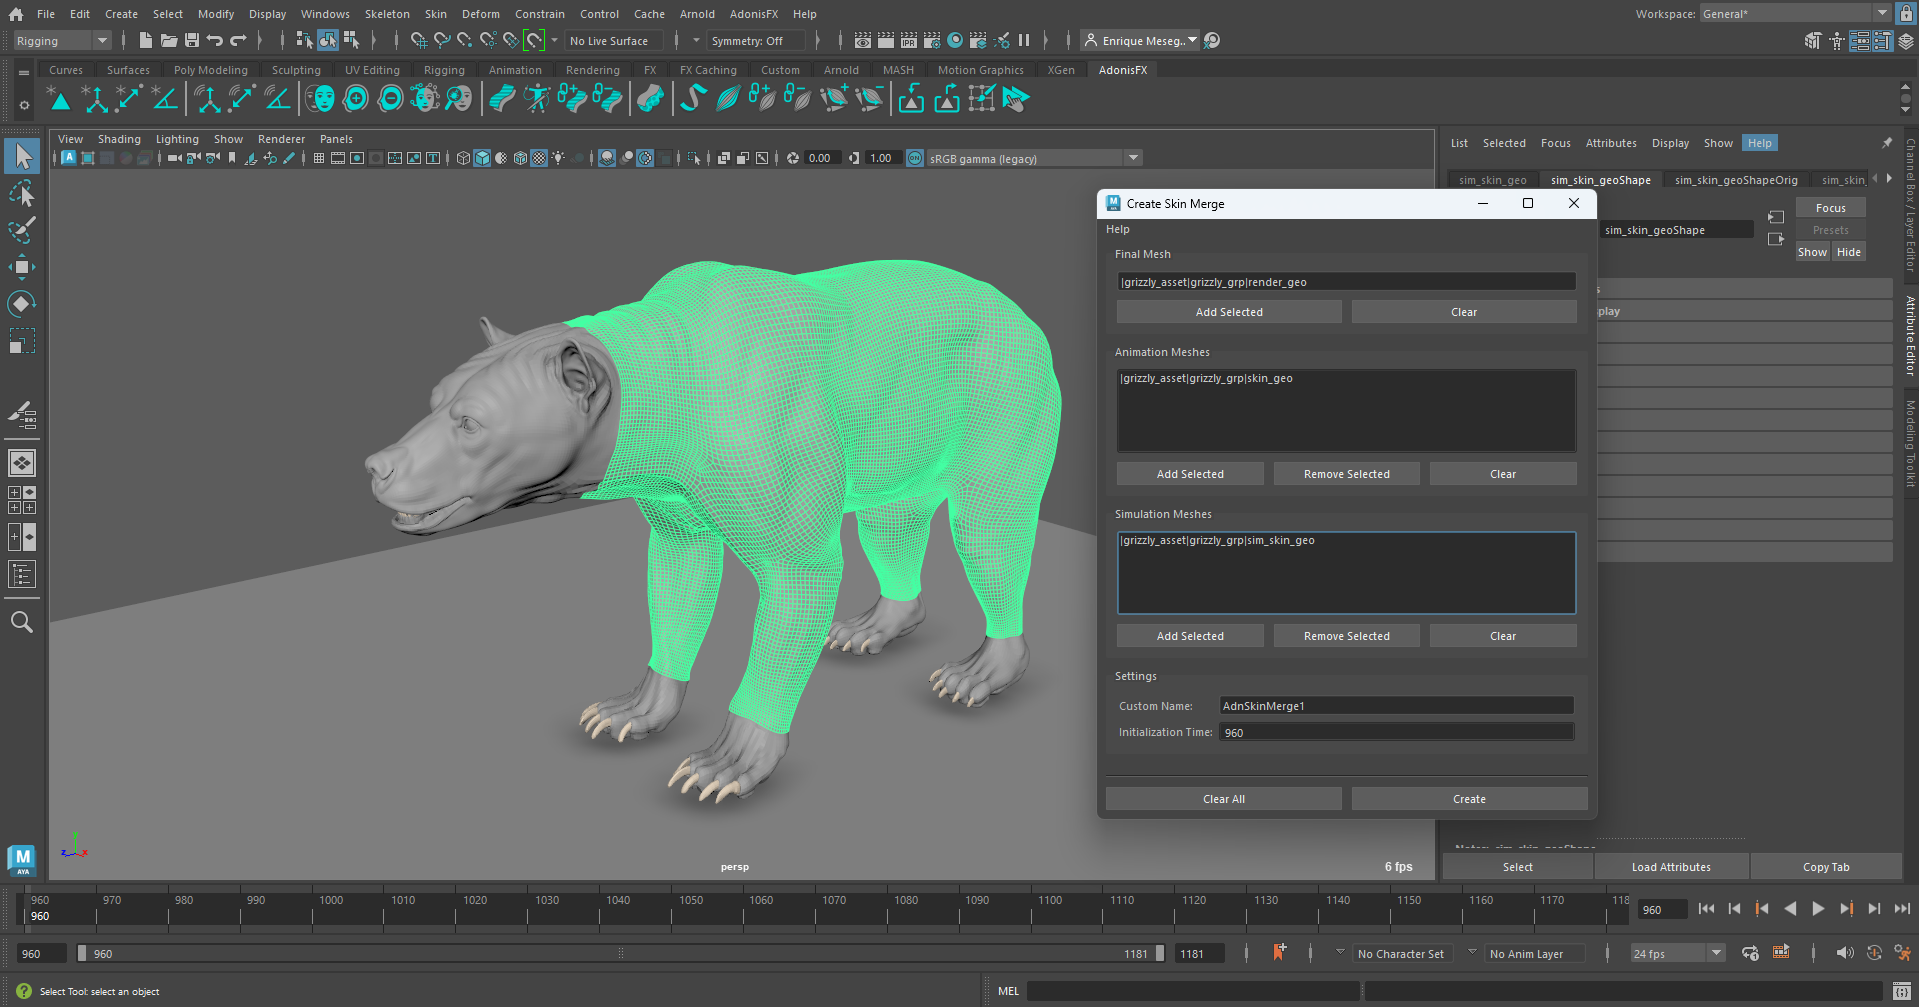 File Edit Create Select Modify Display Windows Skeleton Skin Deform Constrain Control Cache Arnold AdonisFX Help
Workspace: General*
Rigging No Live Surface Symmetry: Off Enrique Meseg..
Curves Surfaces Poly Modeling Sculpting UV Editing Rigging Animation Rendering FX FX Caching Custom Arnold MASH Motion Graphics XGen AdonisFX
View Shading Lighting Show Renderer Panels
0.00 1.00 ON sRGB gamma (legacy)
List Selected Focus Attributes Display Show Help
sim_skin_geo sim_skin_geoShape sim_skin_geoShapeOrig sim_skin_
sim_skin_geoShape
Focus
Presets
Show Hide
play
Channel Box / Layer Editor
Attribute Editor
Modeling Toolkit
Create Skin Merge
Help
Final Mesh
|grizzly_asset|grizzly_grp|render_geo
Add Selected Clear
Animation Meshes
|grizzly_asset|grizzly_grp|skin_geo
Add Selected Remove Selected Clear
Simulation Meshes
|grizzly_asset|grizzly_grp|sim_skin_geo
Add Selected Remove Selected Clear
Settings
Custom Name: AdnSkinMerge1
Initialization Time: 960
Clear All Create
y
z x
persp
6 fps
M
AYA
Select Load Attributes Copy Tab
960 970 980 990 1000 1010 1020 1030 1040 1050 1060 1070 1080 1090 1100 1110 1120 1130 1140 1150 1160 1170 118
960
960
960 960 1181 1181 No Character Set No Anim Layer 24 fps
Select Tool: select an object
MEL